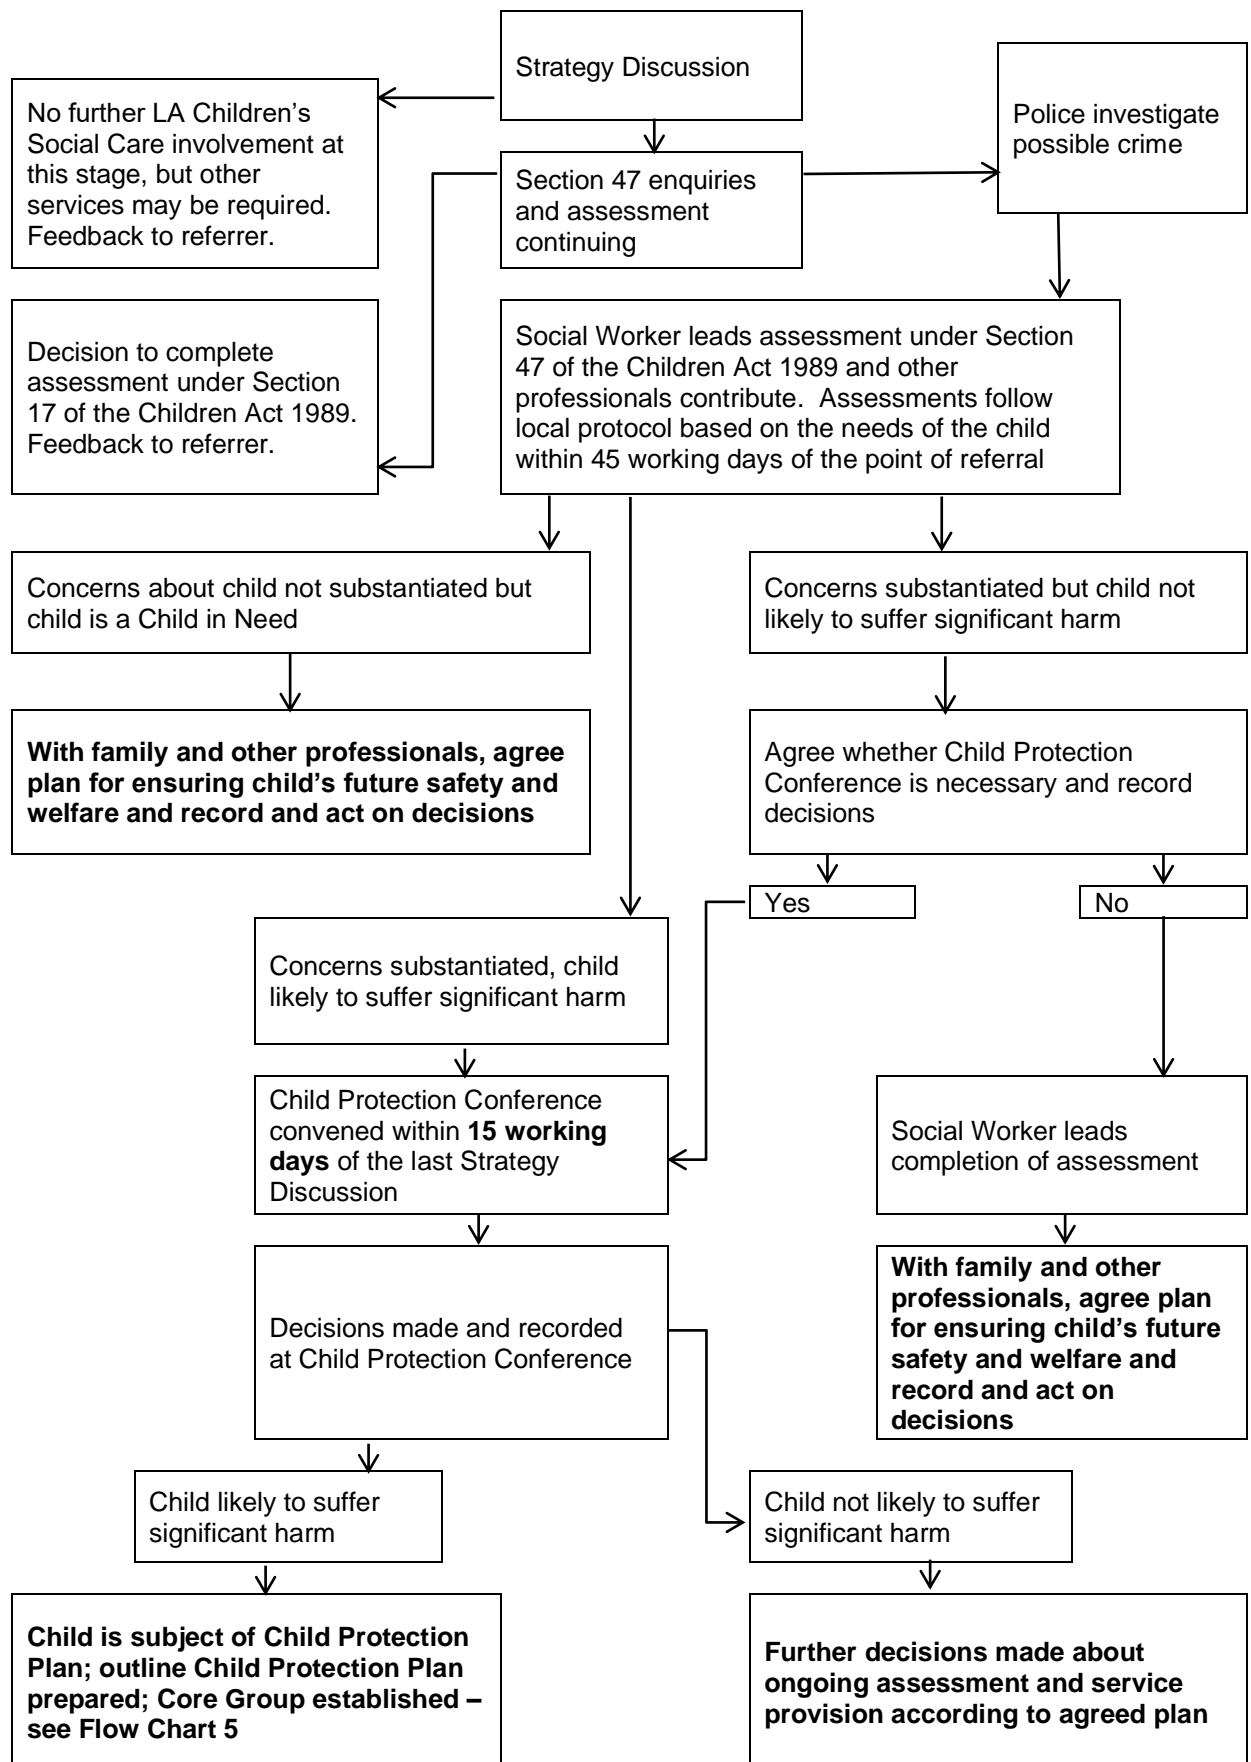 Strategy Discussion
No further LA Children’s
Social Care involvement at
this stage, but other
services may be required.
Feedback to referrer.
Police investigate
possible crime
Section 47 enquiries
and assessment
continuing
Decision to complete
assessment under Section
17 of the Children Act 1989.
Feedback to referrer.
Social Worker leads assessment under Section
47 of the Children Act 1989 and other
professionals contribute.  Assessments follow
local protocol based on the needs of the child
within 45 working days of the point of referral
Concerns about child not substantiated but
child is a Child in Need
Concerns substantiated but child not
likely to suffer significant harm
With family and other professionals, agree
plan for ensuring child’s future safety and
welfare and record and act on decisions
Agree whether Child Protection
Conference is necessary and record
decisions
Yes
No
Concerns substantiated, child
likely to suffer significant harm
Child Protection Conference
convened within 15 working
days of the last Strategy
Discussion
Social Worker leads
completion of assessment
Decisions made and recorded
at Child Protection Conference
With family and other
professionals, agree plan
for ensuring child’s future
safety and welfare and
record and act on
decisions
Child likely to suffer
significant harm
Child not likely to suffer
significant harm
Child is subject of Child Protection
Plan; outline Child Protection Plan
prepared; Core Group established –
see Flow Chart 5
Further decisions made about
ongoing assessment and service
provision according to agreed plan